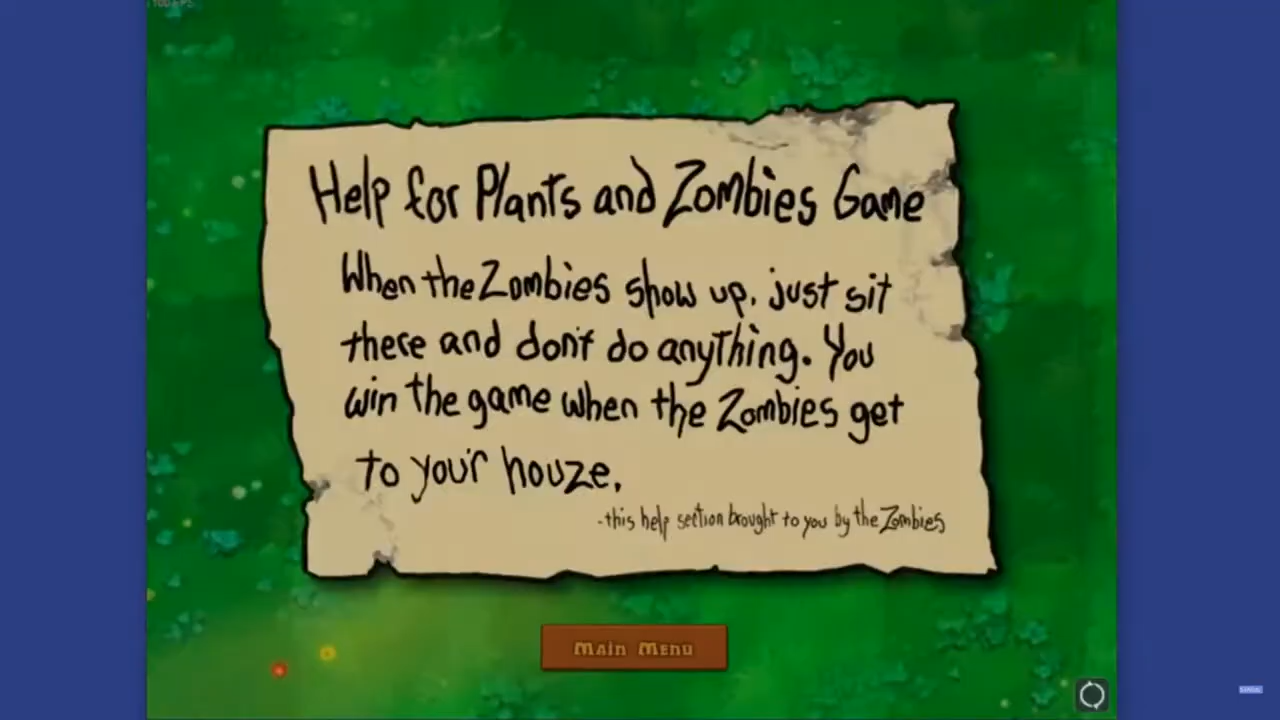 Help for Plants and Zombies Game
When the Zombies show up, just sit
there and don't do anything. You
win the game when the Zombies get
to your houze.
-this help section brought to you by the Zombies
Main Menu